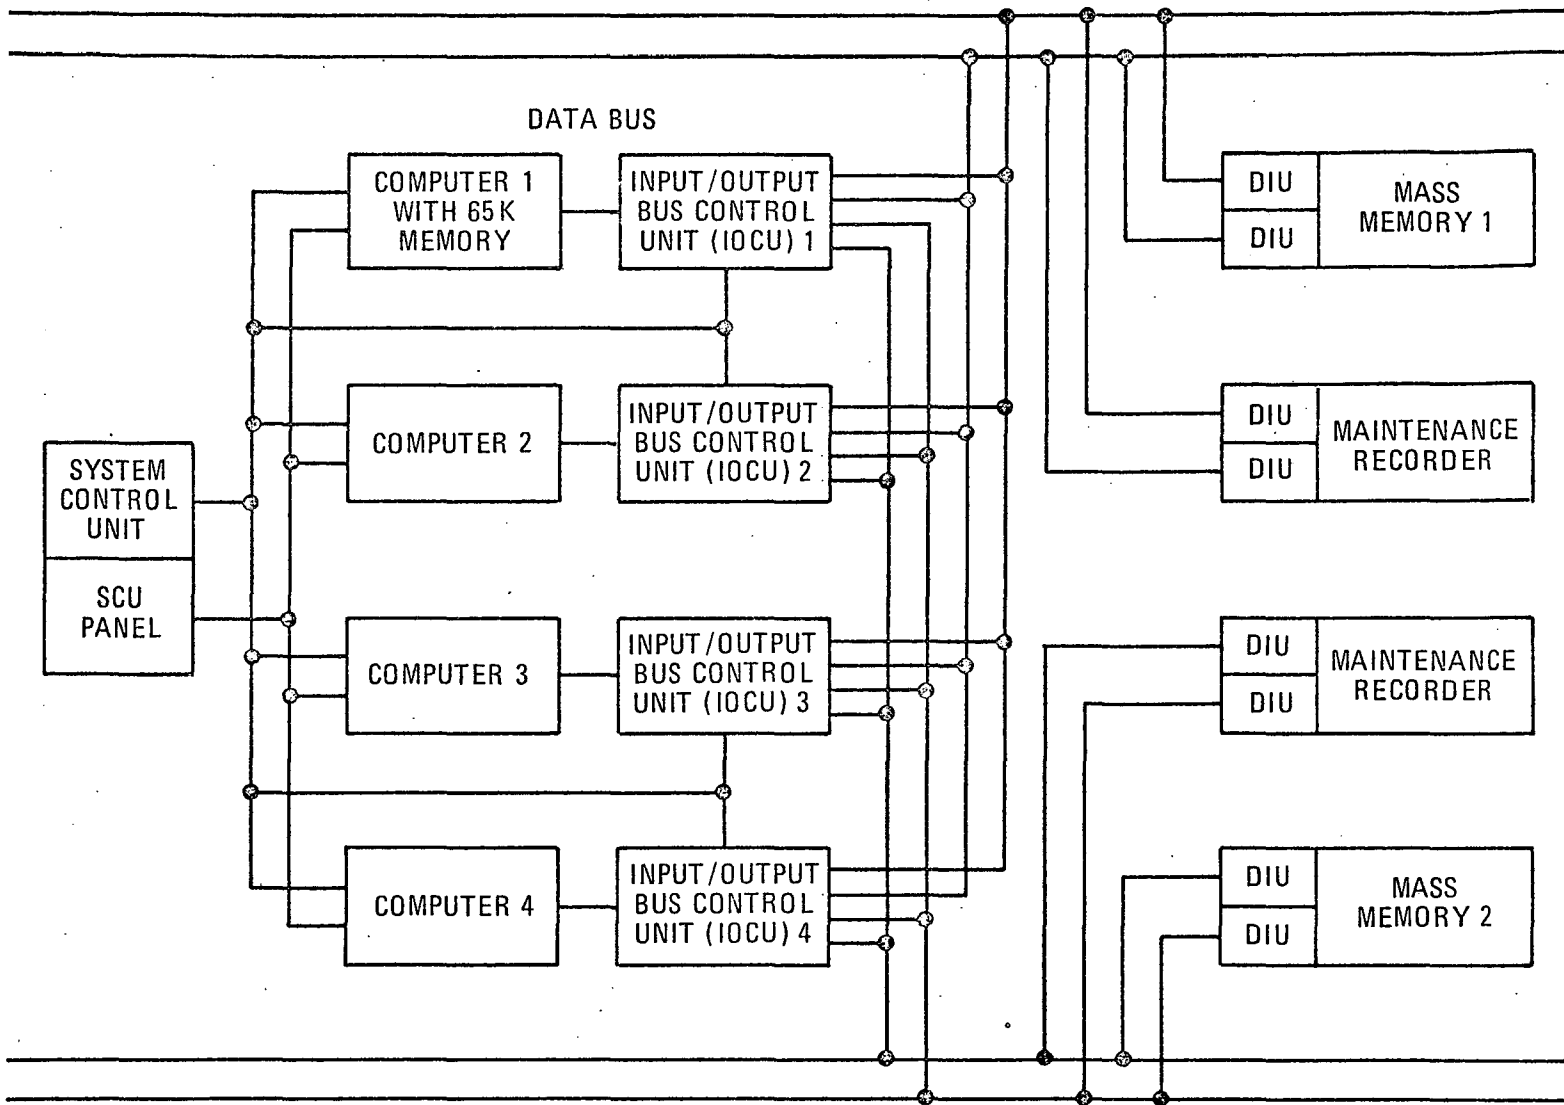 DATA BUS
COMPUTER 1
WITH 65K
MEMORY
INPUT/OUTPUT
BUS CONTROL
UNIT (IOCU) 1
DIU
DIU
MASS
MEMORY 1
COMPUTER 2
INPUT/OUTPUT
BUS CONTROL
UNIT (IOCU) 2
DIU
DIU
MAINTENANCE
RECORDER
SYSTEM
CONTROL
UNIT
SCU
PANEL
COMPUTER 3
INPUT/OUTPUT
BUS CONTROL
UNIT (IOCU) 3
DIU
DIU
MAINTENANCE
RECORDER
COMPUTER 4
INPUT/OUTPUT
BUS CONTROL
UNIT (IOCU) 4
DIU
DIU
MASS
MEMORY 2